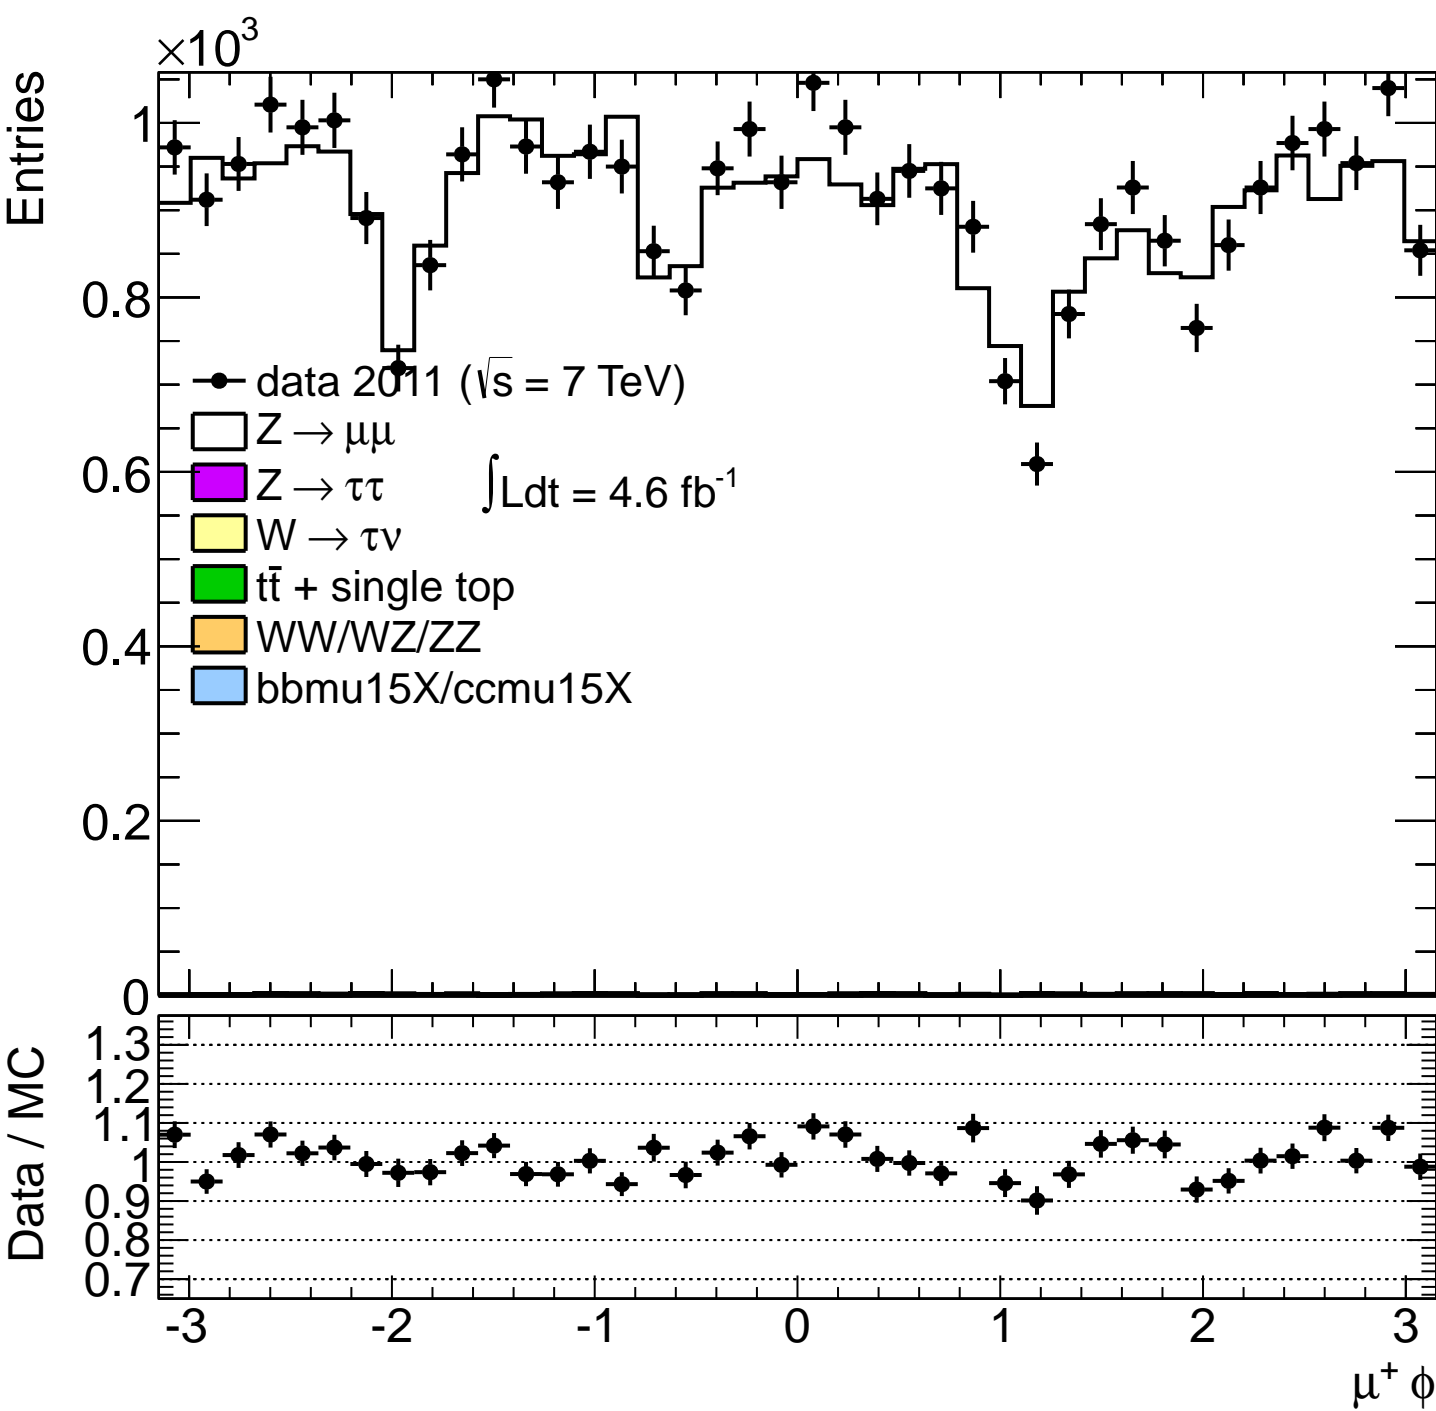 ×10³
Entries
1
0.8
0.6
0.4
0.2
0
data 2011 (√s = 7 TeV)
Z → μμ
Z → ττ
∫Ldt = 4.6 fb⁻¹
W → τν
tt̄ + single top
WW/WZ/ZZ
bbmu15X/ccmu15X
Data / MC
1.3
1.2
1.1
1
0.9
0.8
0.7
-3 -2 -1 0 1 2 3
μ⁺ ϕ